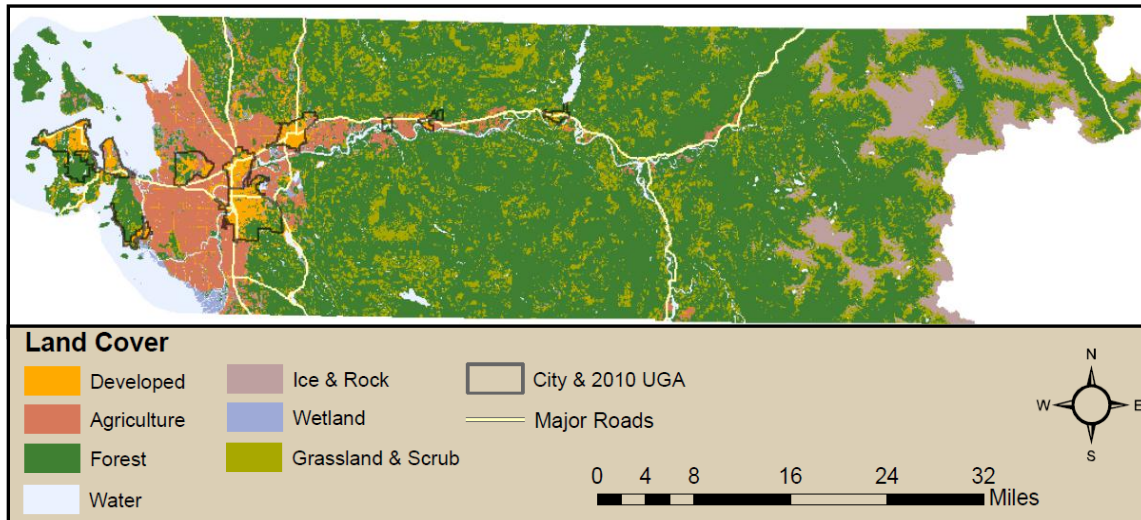 Land Cover
Developed
Agriculture
Forest
Water
Ice & Rock
Wetland
Grassland & Scrub
City & 2010 UGA
Major Roads
N
W E
S
0 4 8 16 24 32
Miles